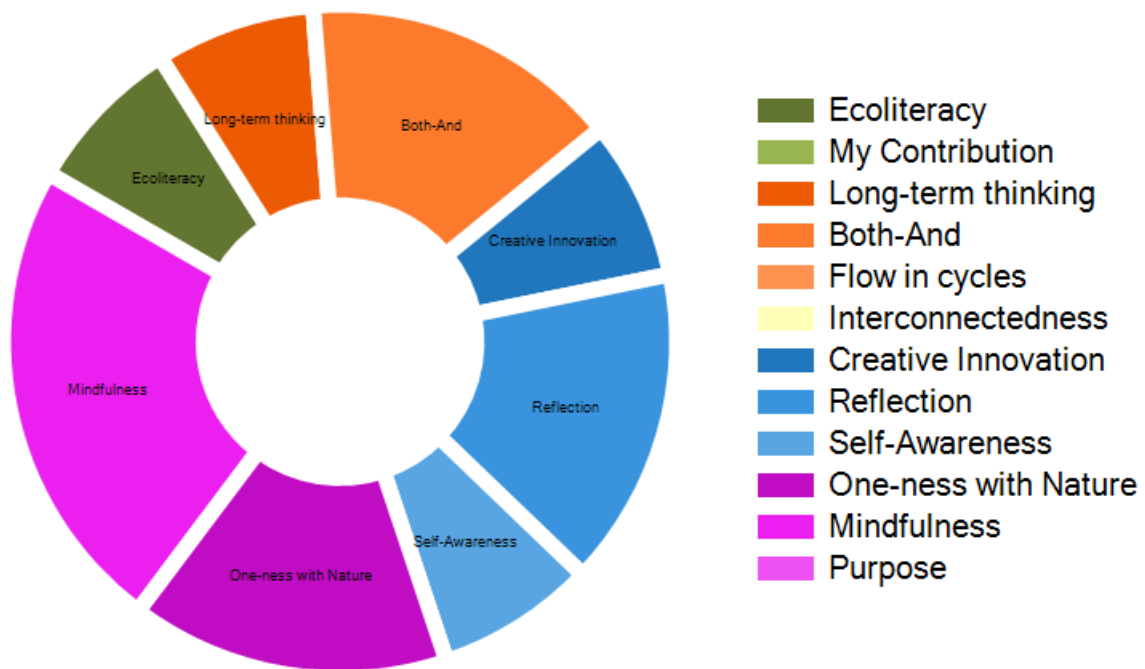 Long-term thinking
Both-And
Ecoliteracy
Creative Innovation
Mindfulness
Reflection
Self-Awareness
One-ness with Nature
Ecoliteracy
My Contribution
Long-term thinking
Both-And
Flow in cycles
Interconnectedness
Creative Innovation
Reflection
Self-Awareness
One-ness with Nature
Mindfulness
Purpose